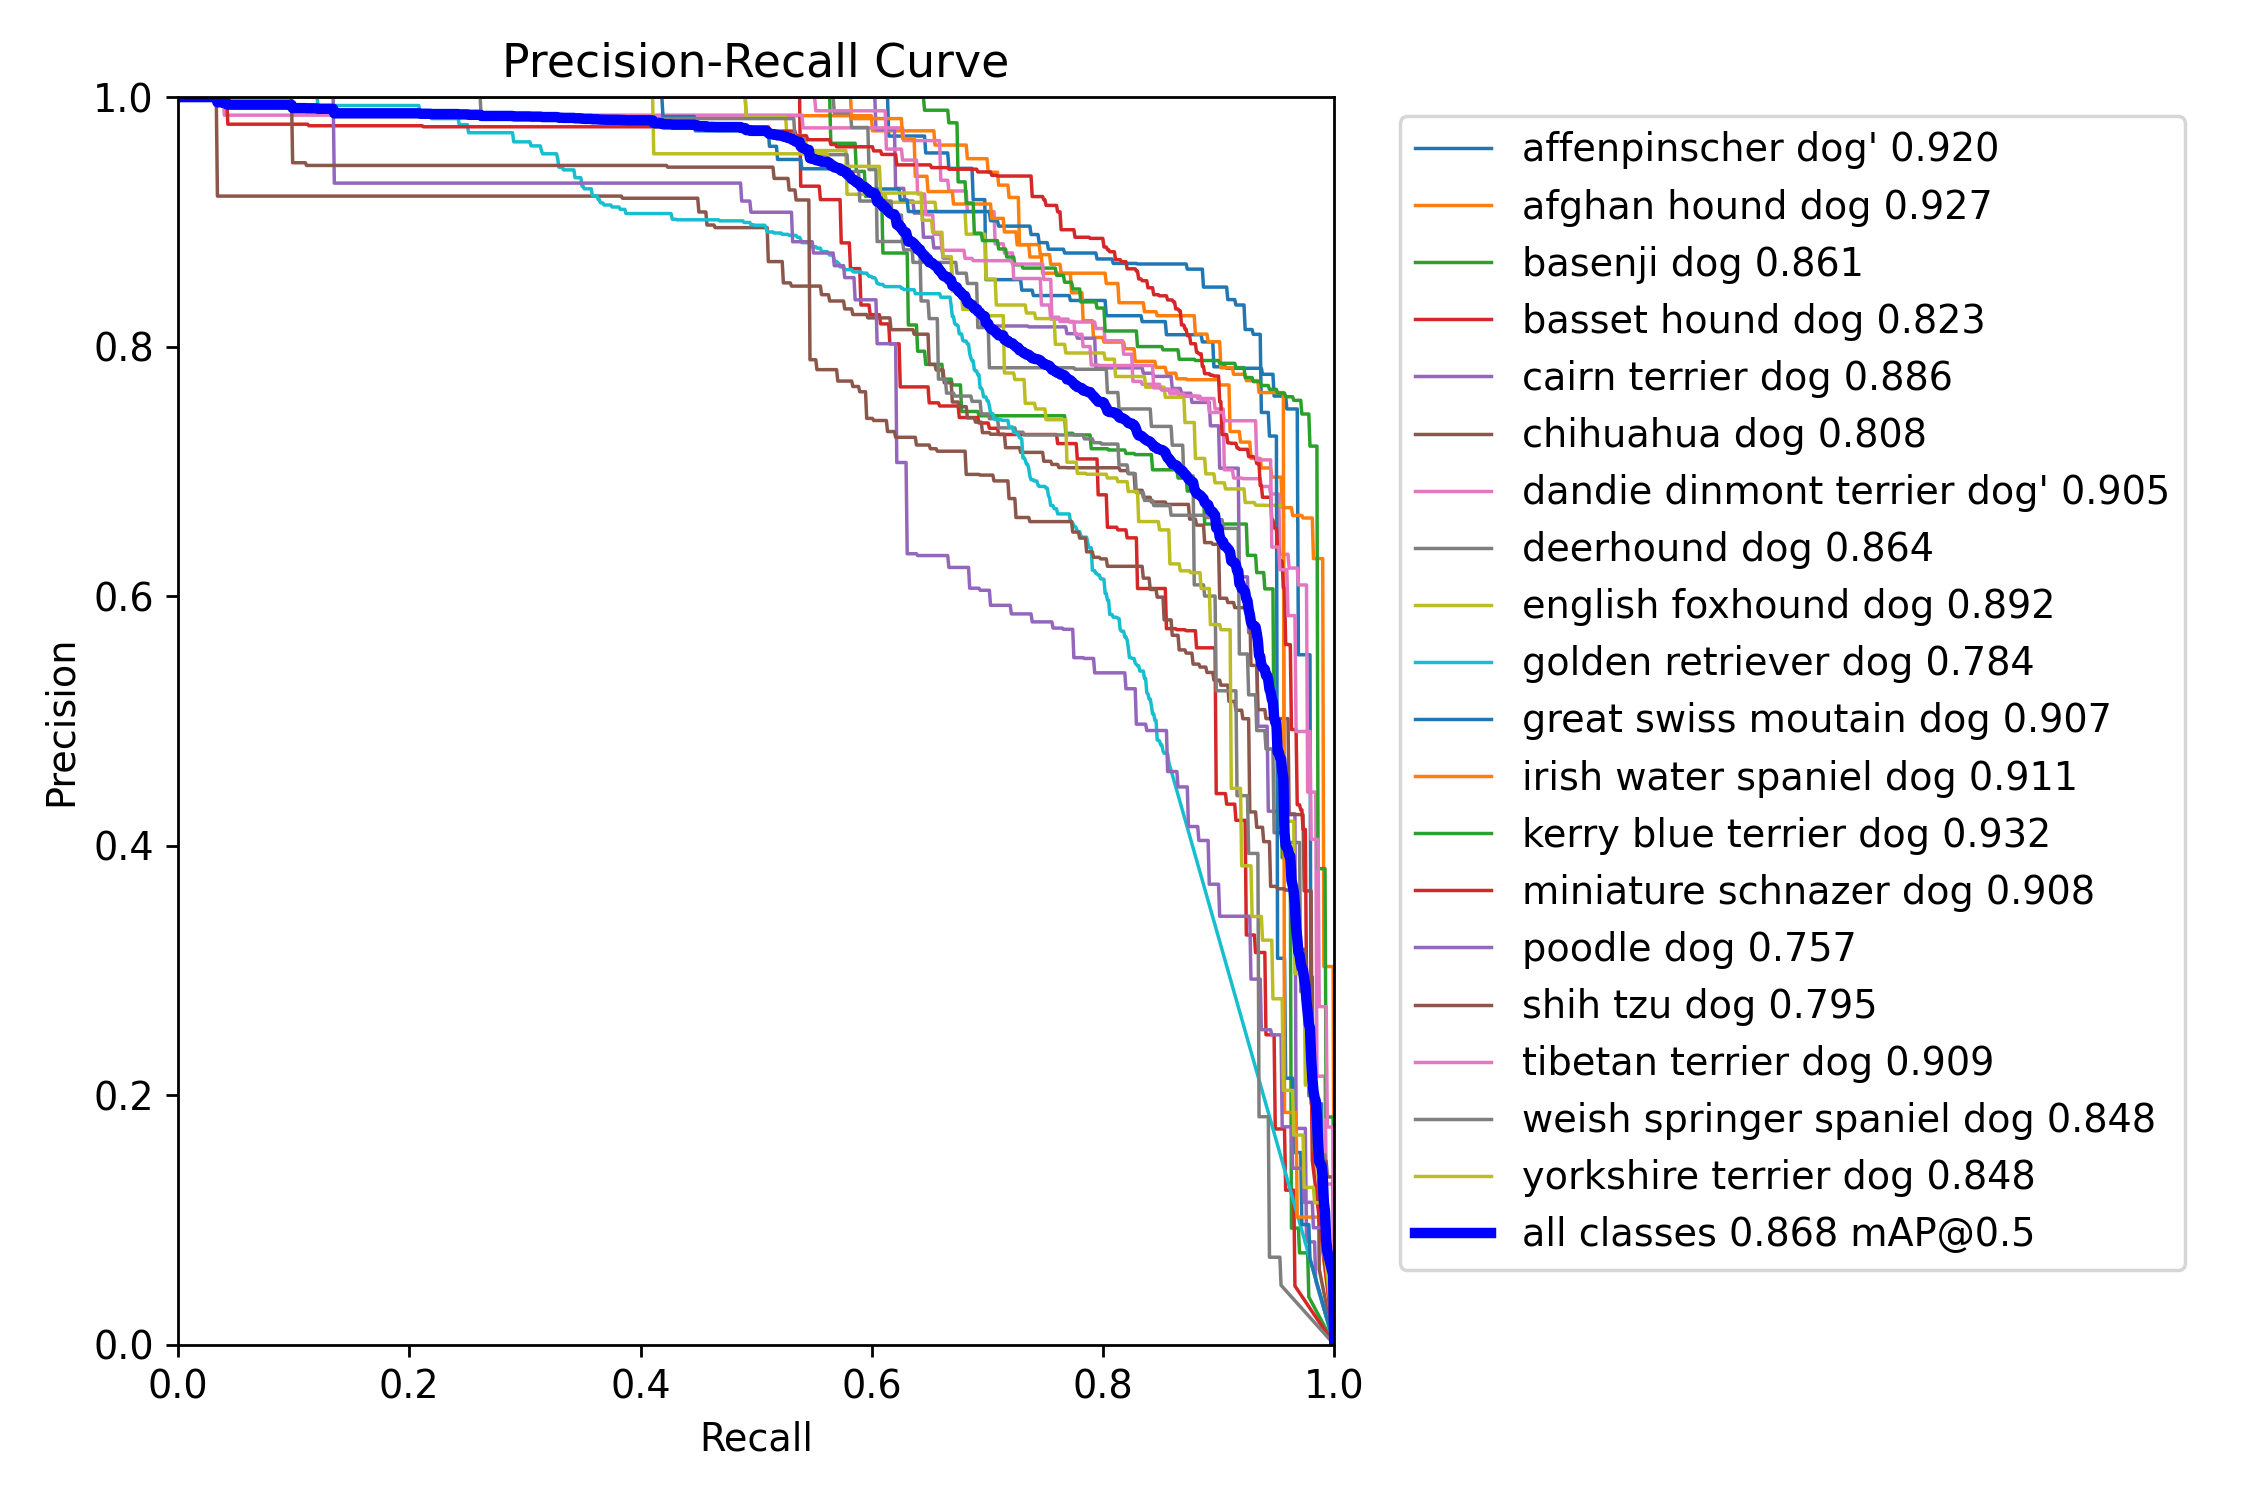 Precision-Recall Curve
1.0
0.8
0.6
0.4
0.2
0.0
Precision
0.0 0.2 0.4 0.6 0.8 1.0
Recall
affenpinscher dog' 0.920
afghan hound dog 0.927
basenji dog 0.861
basset hound dog 0.823
cairn terrier dog 0.886
chihuahua dog 0.808
dandie dinmont terrier dog' 0.905
deerhound dog 0.864
english foxhound dog 0.892
golden retriever dog 0.784
great swiss moutain dog 0.907
irish water spaniel dog 0.911
kerry blue terrier dog 0.932
miniature schnazer dog 0.908
poodle dog 0.757
shih tzu dog 0.795
tibetan terrier dog 0.909
weish springer spaniel dog 0.848
yorkshire terrier dog 0.848
all classes 0.868 mAP@0.5